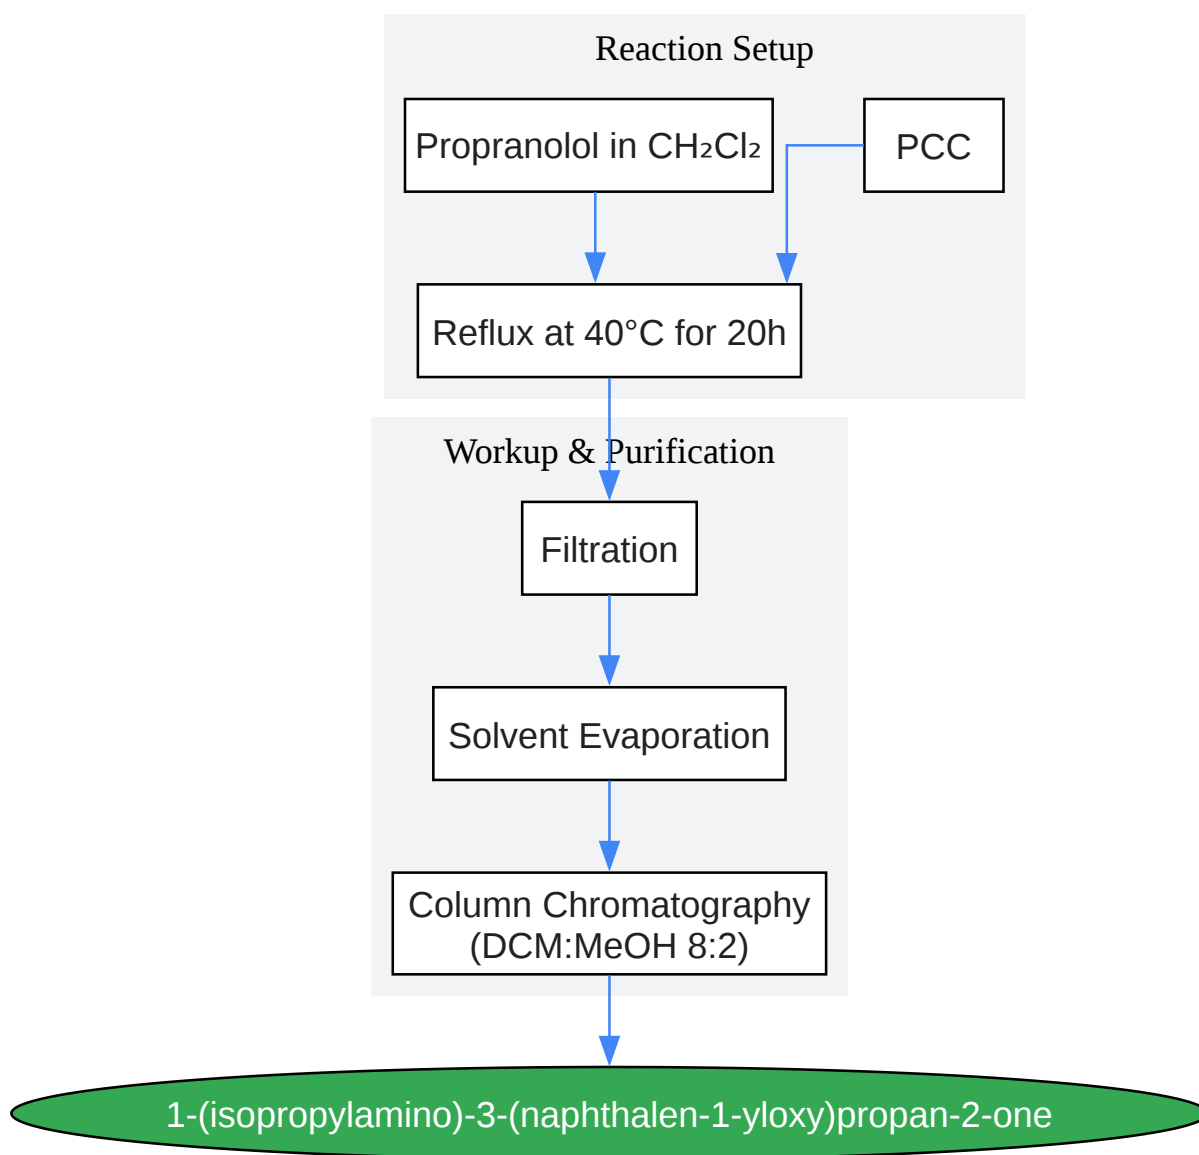 Reaction Setup
Propranolol in CH₂Cl₂
PCC
Reflux at 40°C for 20h
Workup & Purification
Filtration
Solvent Evaporation
Column Chromatography
(DCM:MeOH 8:2)
1-(isopropylamino)-3-(naphthalen-1-yloxy)propan-2-one